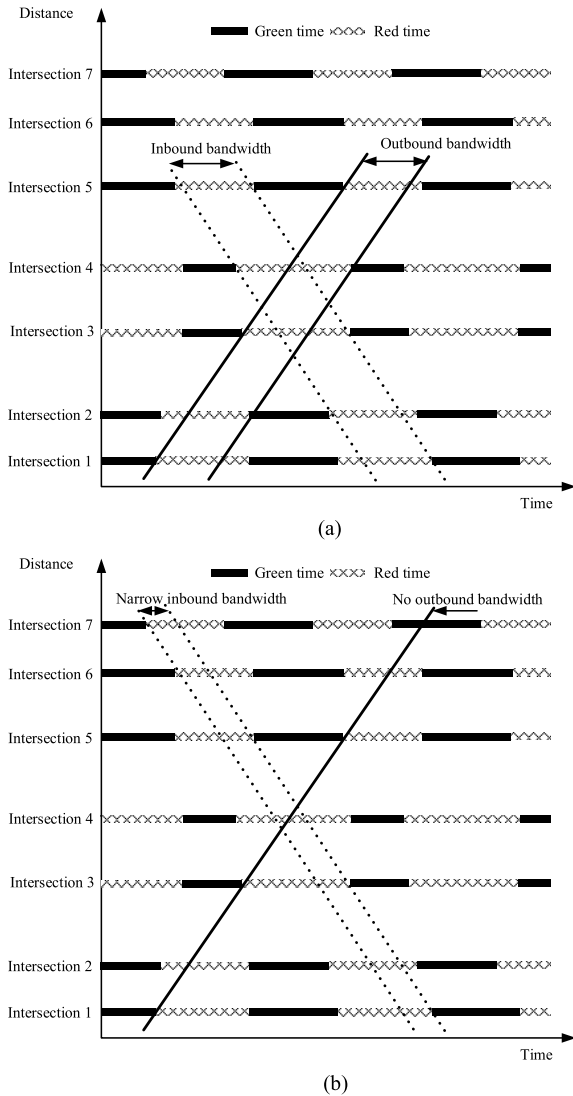 Distance
Green time Red time
Intersection 7
Intersection 6
Inbound bandwidth Outbound bandwidth
Intersection 5
Intersection 4
Intersection 3
Intersection 2
Intersection 1
Time
(a)
Distance
Green time Red time
Narrow inbound bandwidth No outbound bandwidth
Intersection 7
Intersection 6
Intersection 5
Intersection 4
Intersection 3
Intersection 2
Intersection 1
Time
(b)